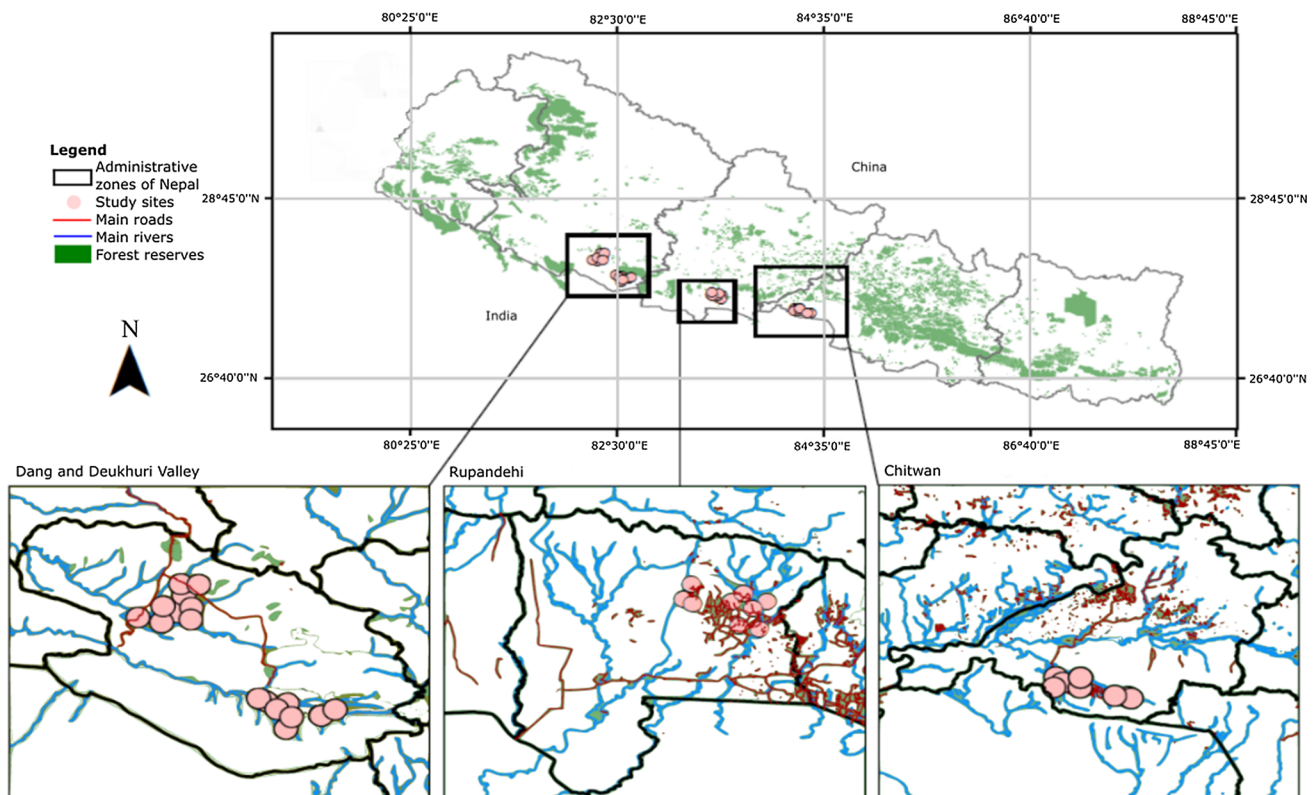 80°25'0"E 82°30'0"E 84°35'0"E 86°40'0"E 88°45'0"E
Legend
Administrative
zones of Nepal
Study sites
Main roads
Main rivers
Forest reserves
China
28°45'0"N 28°45'0"N
India
N
26°40'0"N 26°40'0"N
80°25'0"E 82°30'0"E 84°35'0"E 86°40'0"E 88°45'0"E
Dang and Deukhuri Valley Rupandehi Chitwan